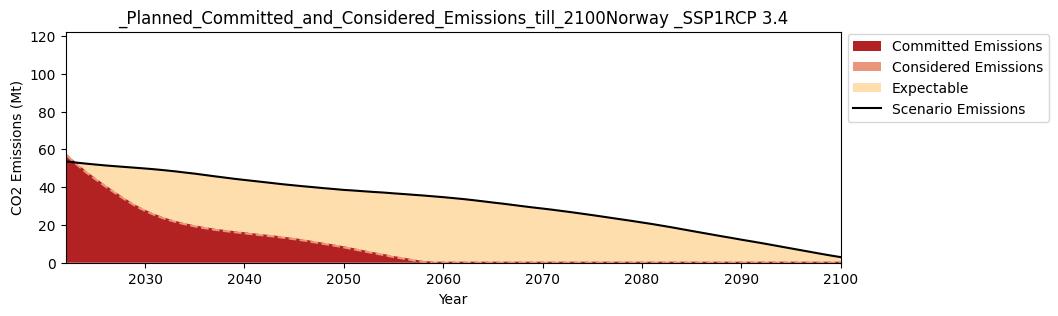 _Planned_Committed_and_Considered_Emissions_till_2100Norway _SSP1RCP 3.4
120
100
80
60
40
20
0
CO2 Emissions (Mt)
2030 2040 2050 2060 2070 2080 2090 2100
Year
Committed Emissions
Considered Emissions
Expectable
Scenario Emissions